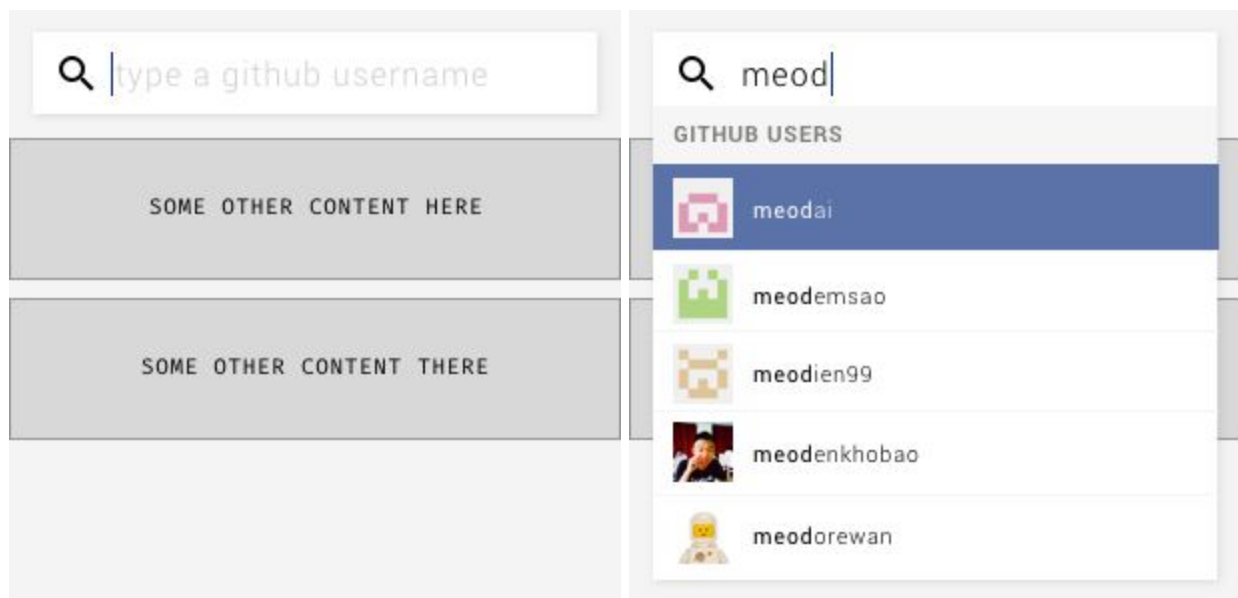 type a github username
SOME OTHER CONTENT HERE
SOME OTHER CONTENT THERE
meod
GITHUB USERS
meodai
meodemsao
meodien99
meodenkhobao
meodorewan